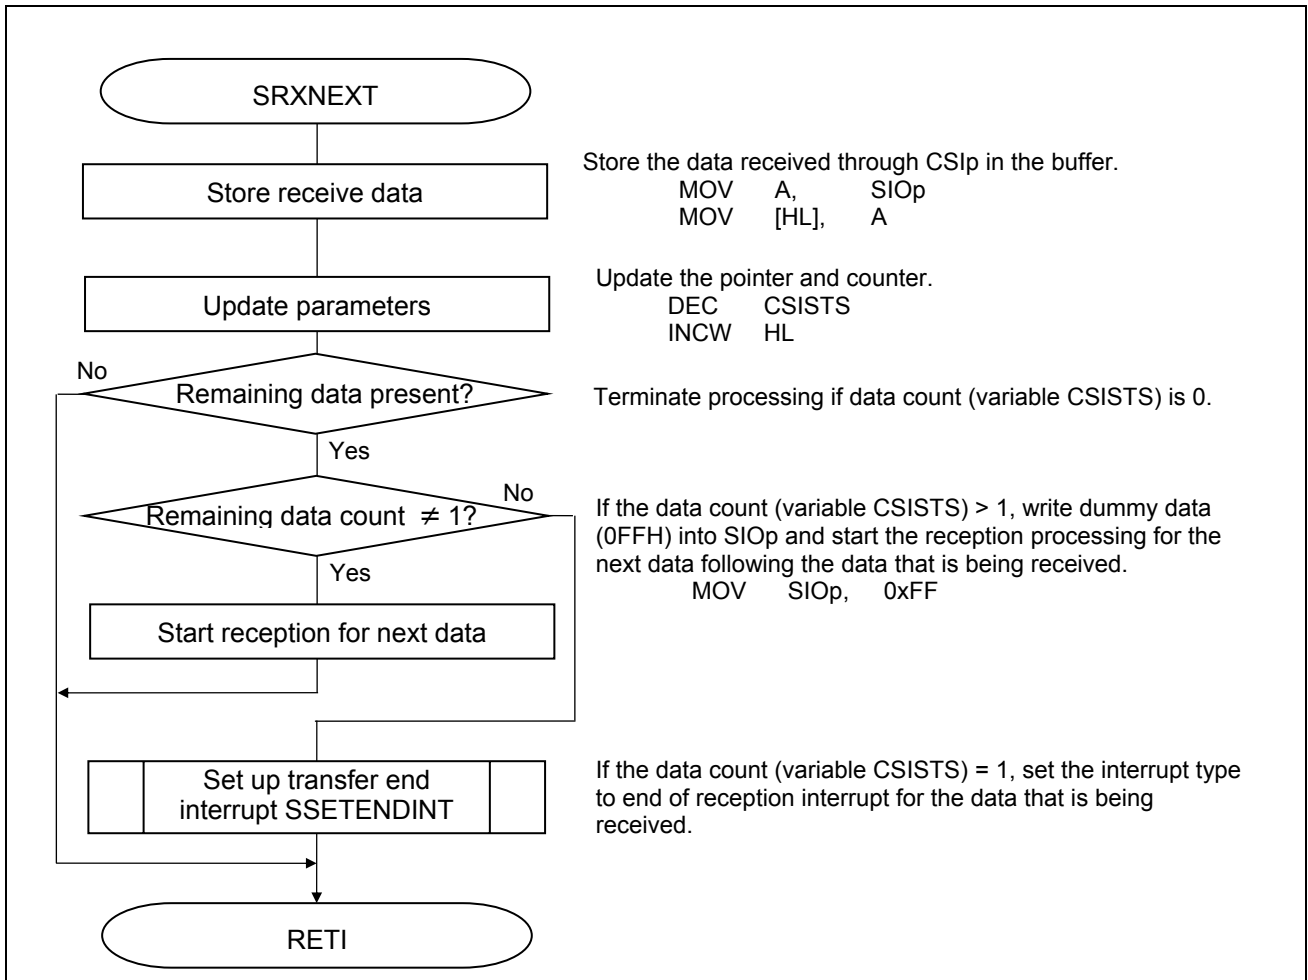 SRXNEXT
Store receive data
Store the data received through CSIp in the buffer.
MOV A, SIOp
MOV [HL], A
Update parameters
Update the pointer and counter.
DEC CSISTS
INCW HL
No
Remaining data present?
Terminate processing if data count (variable CSISTS) is 0.
Yes
No
Remaining data count ≠ 1?
If the data count (variable CSISTS) > 1, write dummy data
(0FFH) into SIOp and start the reception processing for the
next data following the data that is being received.
MOV SIOp, 0xFF
Yes
Start reception for next data
Set up transfer end
interrupt SSETENDINT
If the data count (variable CSISTS) = 1, set the interrupt type
to end of reception interrupt for the data that is being
received.
RETI